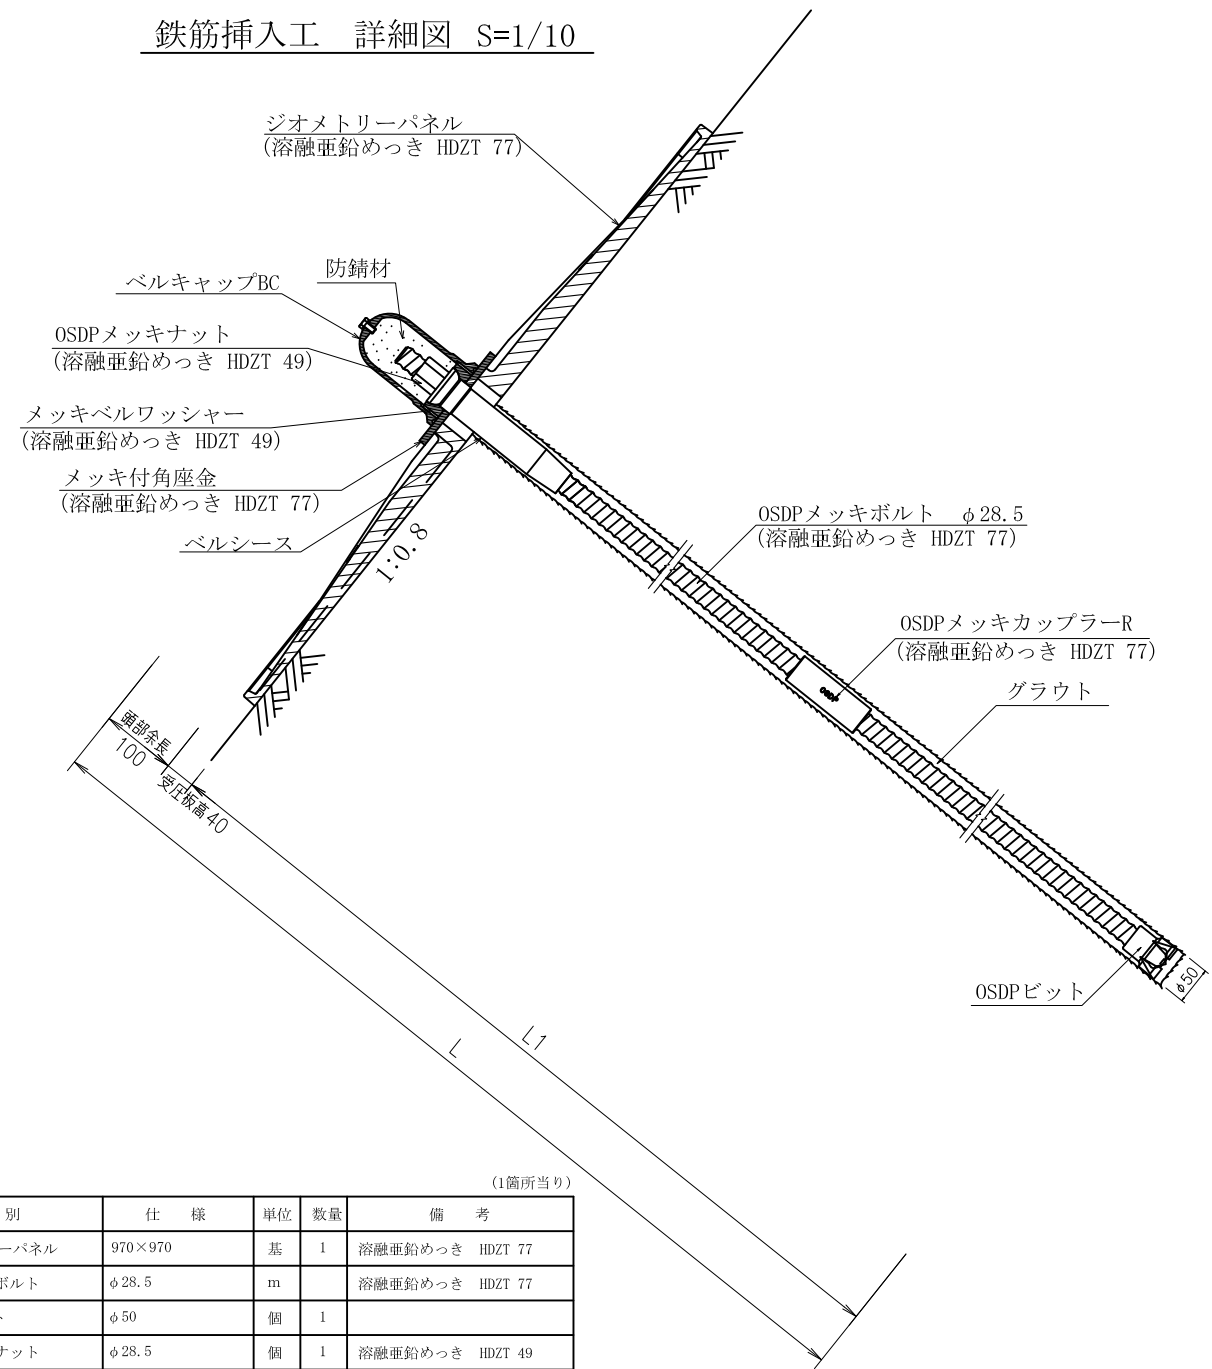 鉄筋挿入工　詳細図 S=1/10
ジオメトリーパネル
(溶融亜鉛めっき HDZT 77)
防錆材
ベルキャップBC
OSDPメッキナット
(溶融亜鉛めっき HDZT 49)
メッキベルワッシャー
(溶融亜鉛めっき HDZT 49)
メッキ付角座金
(溶融亜鉛めっき HDZT 77)
ベルシース
1:0.8
OSDPメッキボルト　φ28.5
(溶融亜鉛めっき HDZT 77)
OSDPメッキカップラーR
(溶融亜鉛めっき HDZT 77)
OSDP
グラウト
頭部余長
100
受圧板高40
OSDPビット
φ50
L1
L
(1箇所当り)
別　仕　様　単位　数量　備　考
ーパネル　970×970　基　1　溶融亜鉛めっき　HDZT 77
ボルト　φ28.5　m　溶融亜鉛めっき　HDZT 77
ト　φ50　個　1
ナット　φ28.5　個　1　溶融亜鉛めっき　HDZT 49